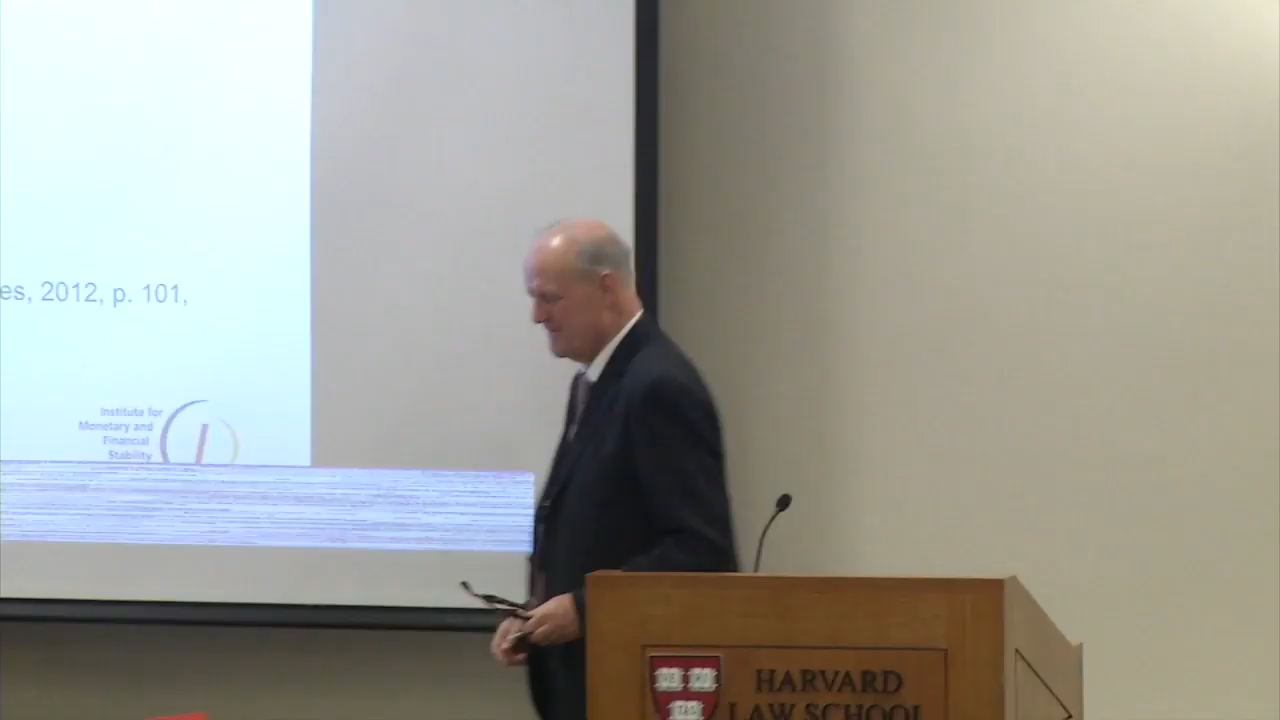 es, 2012, p. 101,
Institute for
Monetary and
Financial
Stability
HARVARD
LAW SCHOOL